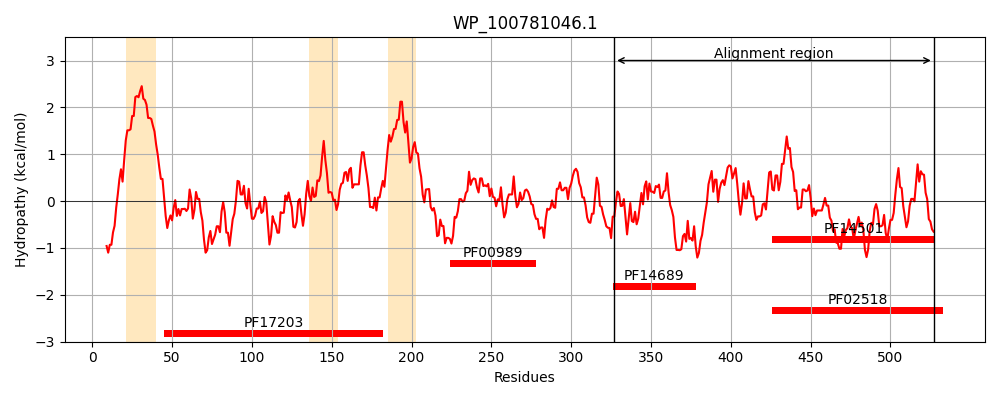 WP_100781046.1
Hydropathy (kcal/mol)
3
2
1
0
−1
−2
−3
Alignment region
PF14501
PF00989
PF14689
PF02518
PF17203
0
50
100
150
200
250
300
350
400
450
500
Residues